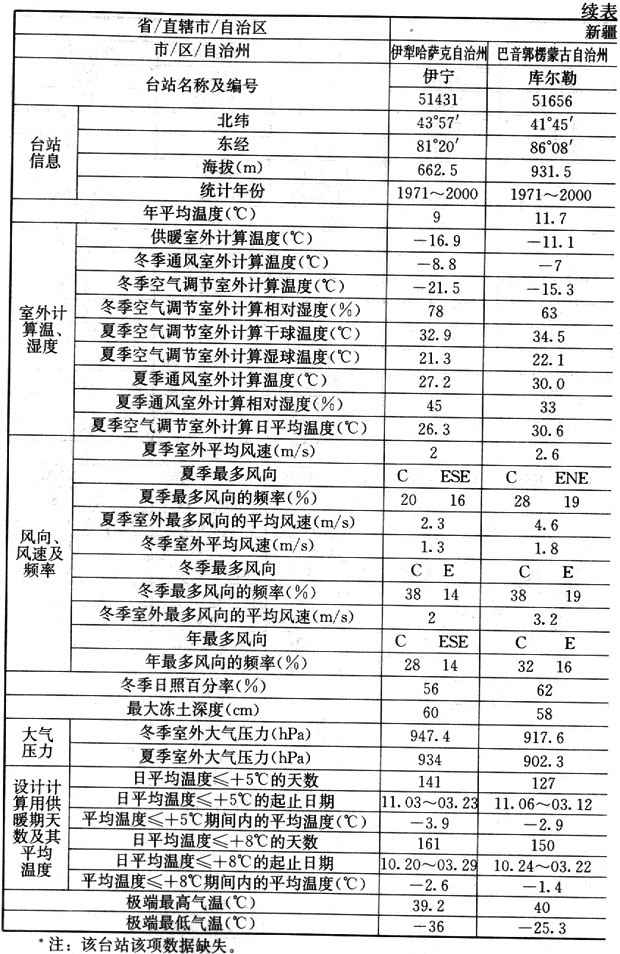 续表
省/直辖市/自治区 新疆
市/区/自治州 伊犁哈萨克自治州 巴音郭楞蒙古自治州
台站名称及编号 伊宁 库尔勒
51431 51656
台站信息 北纬 43°57′ 41°45′
东经 81°20′ 86°08′
海拔(m) 662.5 931.5
统计年份 1971～2000 1971～2000
年平均温度(℃) 9 11.7
室外计算温、湿度 供暖室外计算温度(℃) -16.9 -11.1
冬季通风室外计算温度(℃) -8.8 -7
冬季空气调节室外计算温度(℃) -21.5 -15.3
冬季空气调节室外计算相对湿度(%) 78 63
夏季空气调节室外计算干球温度(℃) 32.9 34.5
夏季空气调节室外计算湿球温度(℃) 21.3 22.1
夏季通风室外计算温度(℃) 27.2 30.0
夏季通风室外计算相对湿度(%) 45 33
夏季空气调节室外计算日平均温度(℃) 26.3 30.6
风向、风速及频率 夏季室外平均风速(m/s) 2 2.6
夏季最多风向 C ESE C ENE
夏季最多风向的频率(%) 20 16 28 19
夏季室外最多风向的平均风速(m/s) 2.3 4.6
冬季室外平均风速(m/s) 1.3 1.8
冬季最多风向 C E C E
冬季最多风向的频率(%) 38 14 38 19
冬季室外最多风向的平均风速(m/s) 2 3.2
年最多风向 C ESE C E
年最多风向的频率(%) 28 14 32 16
冬季日照百分率(%) 56 62
最大冻土深度(cm) 60 58
大气压力 冬季室外大气压力(hPa) 947.4 917.6
夏季室外大气压力(hPa) 934 902.3
设计计算用供暖期天数及其平均温度 日平均温度≤+5℃的天数 141 127
日平均温度≤+5℃的起止日期 11.03～03.23 11.06～03.12
平均温度≤+5℃期间内的平均温度(℃) -3.9 -2.9
日平均温度≤+8℃的天数 161 150
日平均温度≤+8℃的起止日期 10.20～03.29 10.24～03.22
平均温度≤+8℃期间内的平均温度(℃) -2.6 -1.4
极端最高气温(℃) 39.2 40
极端最低气温(℃) -36 -25.3
*注：该台站该项数据缺失。